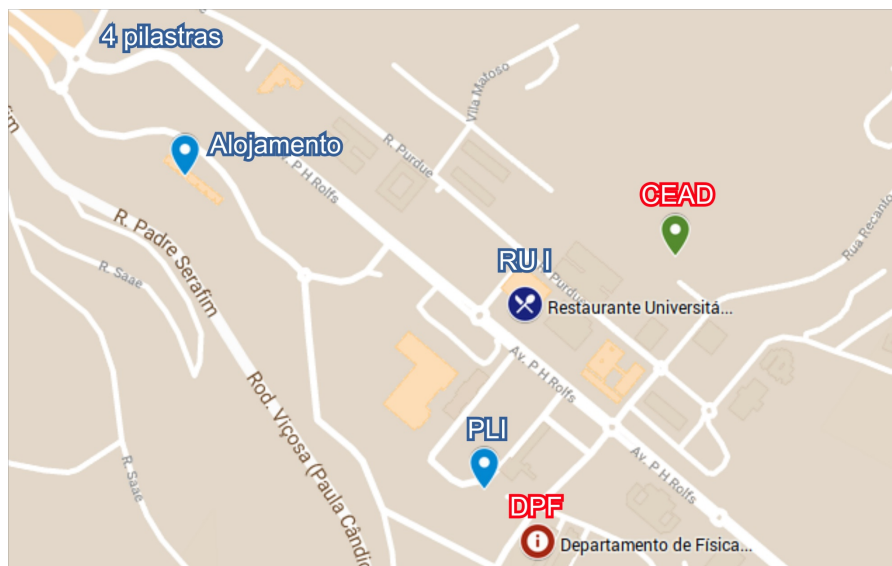 4 pilastras
Alojamento
Vila Matoso
R. Purdue
P H Rolfs
CEAD
R. Padre Serafim
R. Saae
RU I
R. Purdue
Rua Recanto
Restaurante Universitá...
Av. P H Rolfs
Rod. Viçosa (Paula Cândi
PLI
R. Saae
Av. P H Rolfs
DPF
Departamento de Física...